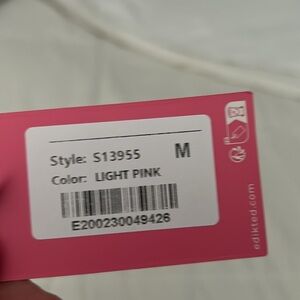 Style: S13955 M
Color: LIGHT PINK
E200230049426
edikted.com